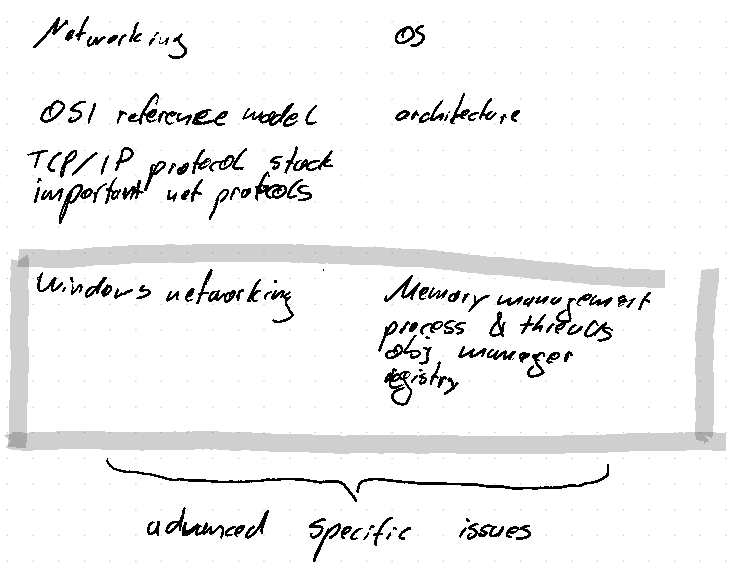 Networking
OS
OSI reference model
architecture
TCP/IP protocol stack
important net protocols
Windows networking
Memory management
process & threads
obj manager
registry
advanced specific issues